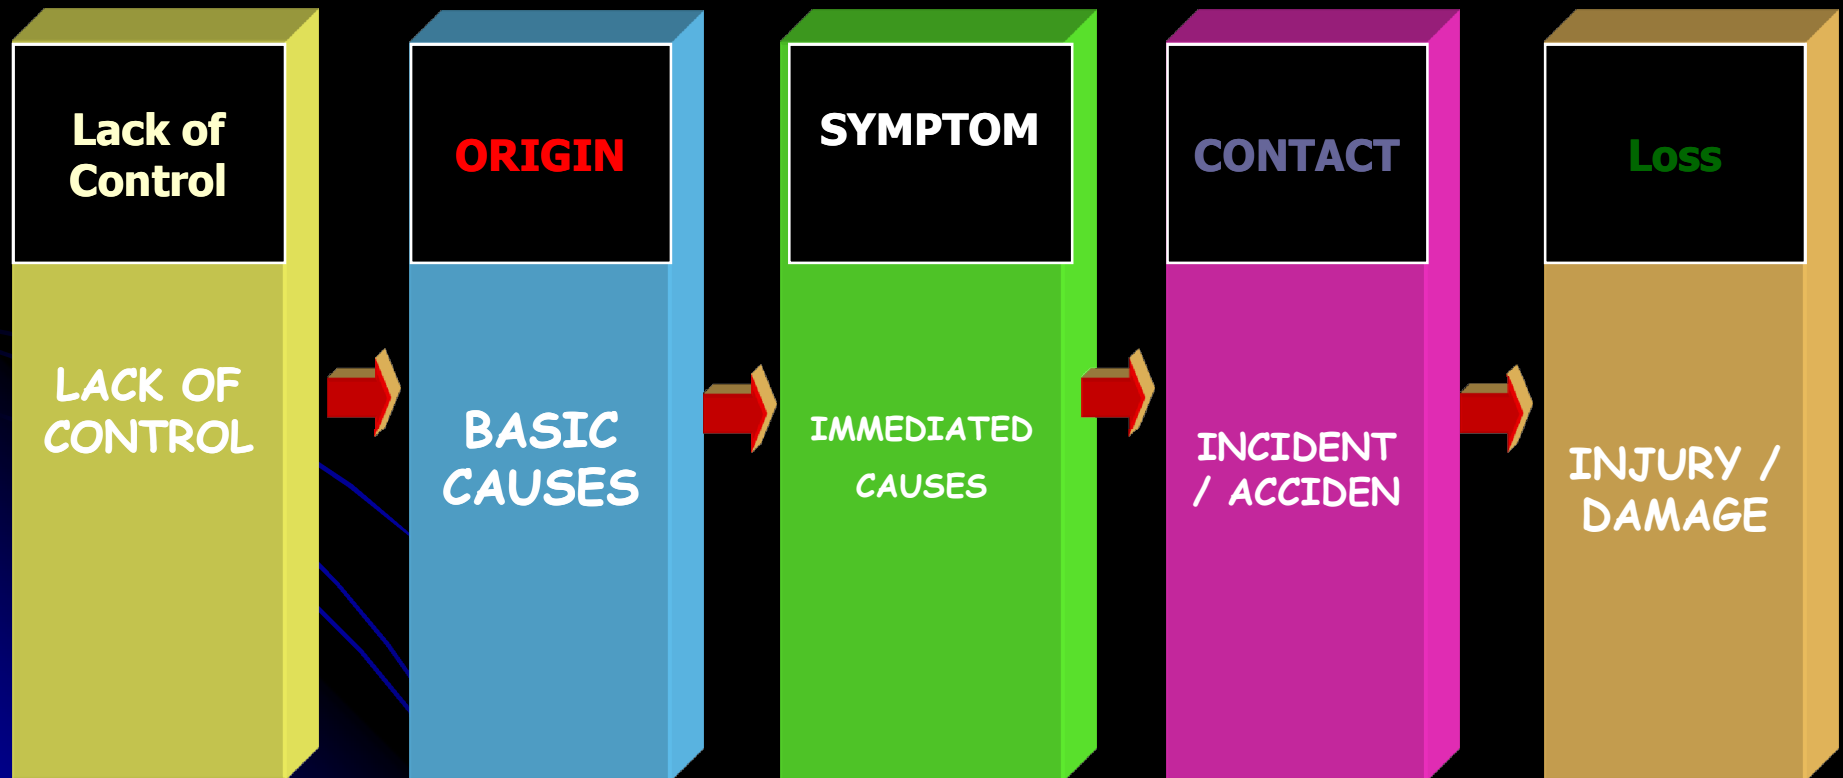 Lack of
Control
LACK OF
CONTROL
ORIGIN
BASIC
CAUSES
SYMPTOM
IMMEDIATED
CAUSES
CONTACT
INCIDENT
/ ACCIDEN
Loss
INJURY /
DAMAGE